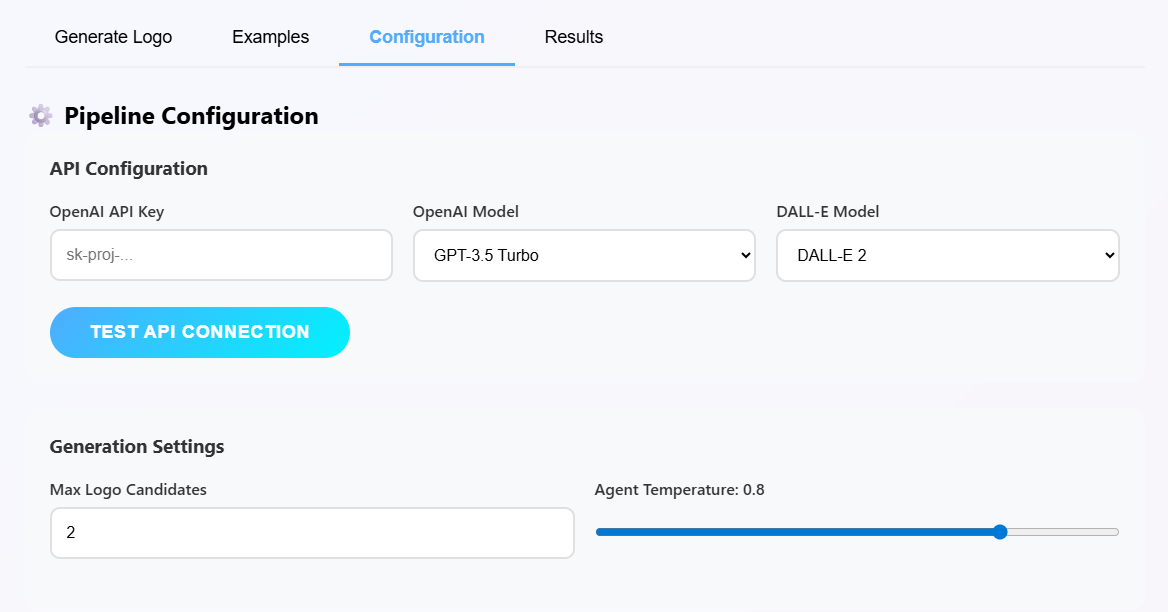 Generate Logo Examples Configuration Results
Pipeline Configuration
API Configuration
OpenAI API Key OpenAI Model DALL-E Model
sk-proj-... GPT-3.5 Turbo DALL-E 2
TEST API CONNECTION
Generation Settings
Max Logo Candidates Agent Temperature: 0.8
2